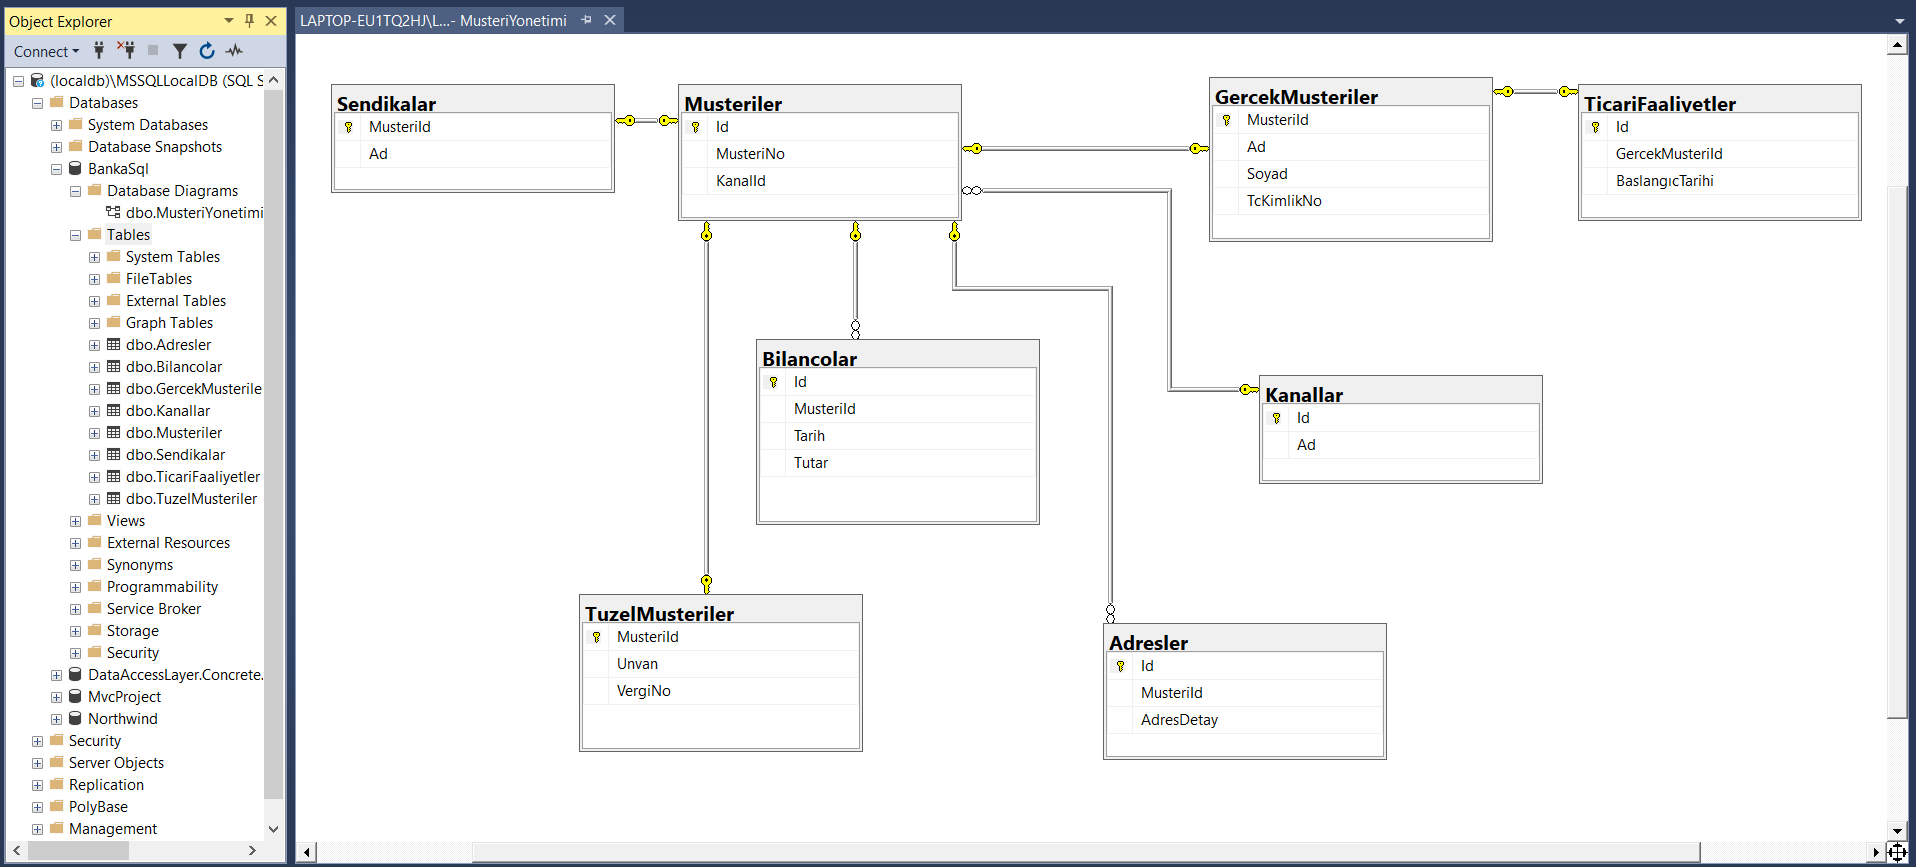 Object Explorer
Connect
(localdb)\MSSQLLocalDB (SQL S
Databases
System Databases
Database Snapshots
BankaSql
Database Diagrams
dbo.MusteriYonetimi
Tables
System Tables
FileTables
External Tables
Graph Tables
dbo.Adresler
dbo.Bilancolar
dbo.GercekMusterile
dbo.Kanallar
dbo.Musteriler
dbo.Sendikalar
dbo.TicariFaaliyetler
dbo.TuzelMusteriler
Views
External Resources
Synonyms
Programmability
Service Broker
Storage
Security
DataAccessLayer.Concrete.
MvcProject
Northwind
Security
Server Objects
Replication
PolyBase
Management
LAPTOP-EU1TQ2HJ\L...- MusteriYonetimi
Sendikalar
MusteriId
Ad
Musteriler
Id
MusteriNo
KanalId
GercekMusteriler
MusteriId
Ad
Soyad
TcKimlikNo
TicariFaaliyetler
Id
GercekMusteriId
BaslangıcTarihi
Bilancolar
Id
MusteriId
Tarih
Tutar
Kanallar
Id
Ad
TuzelMusteriler
MusteriId
Unvan
VergiNo
Adresler
Id
MusteriId
AdresDetay